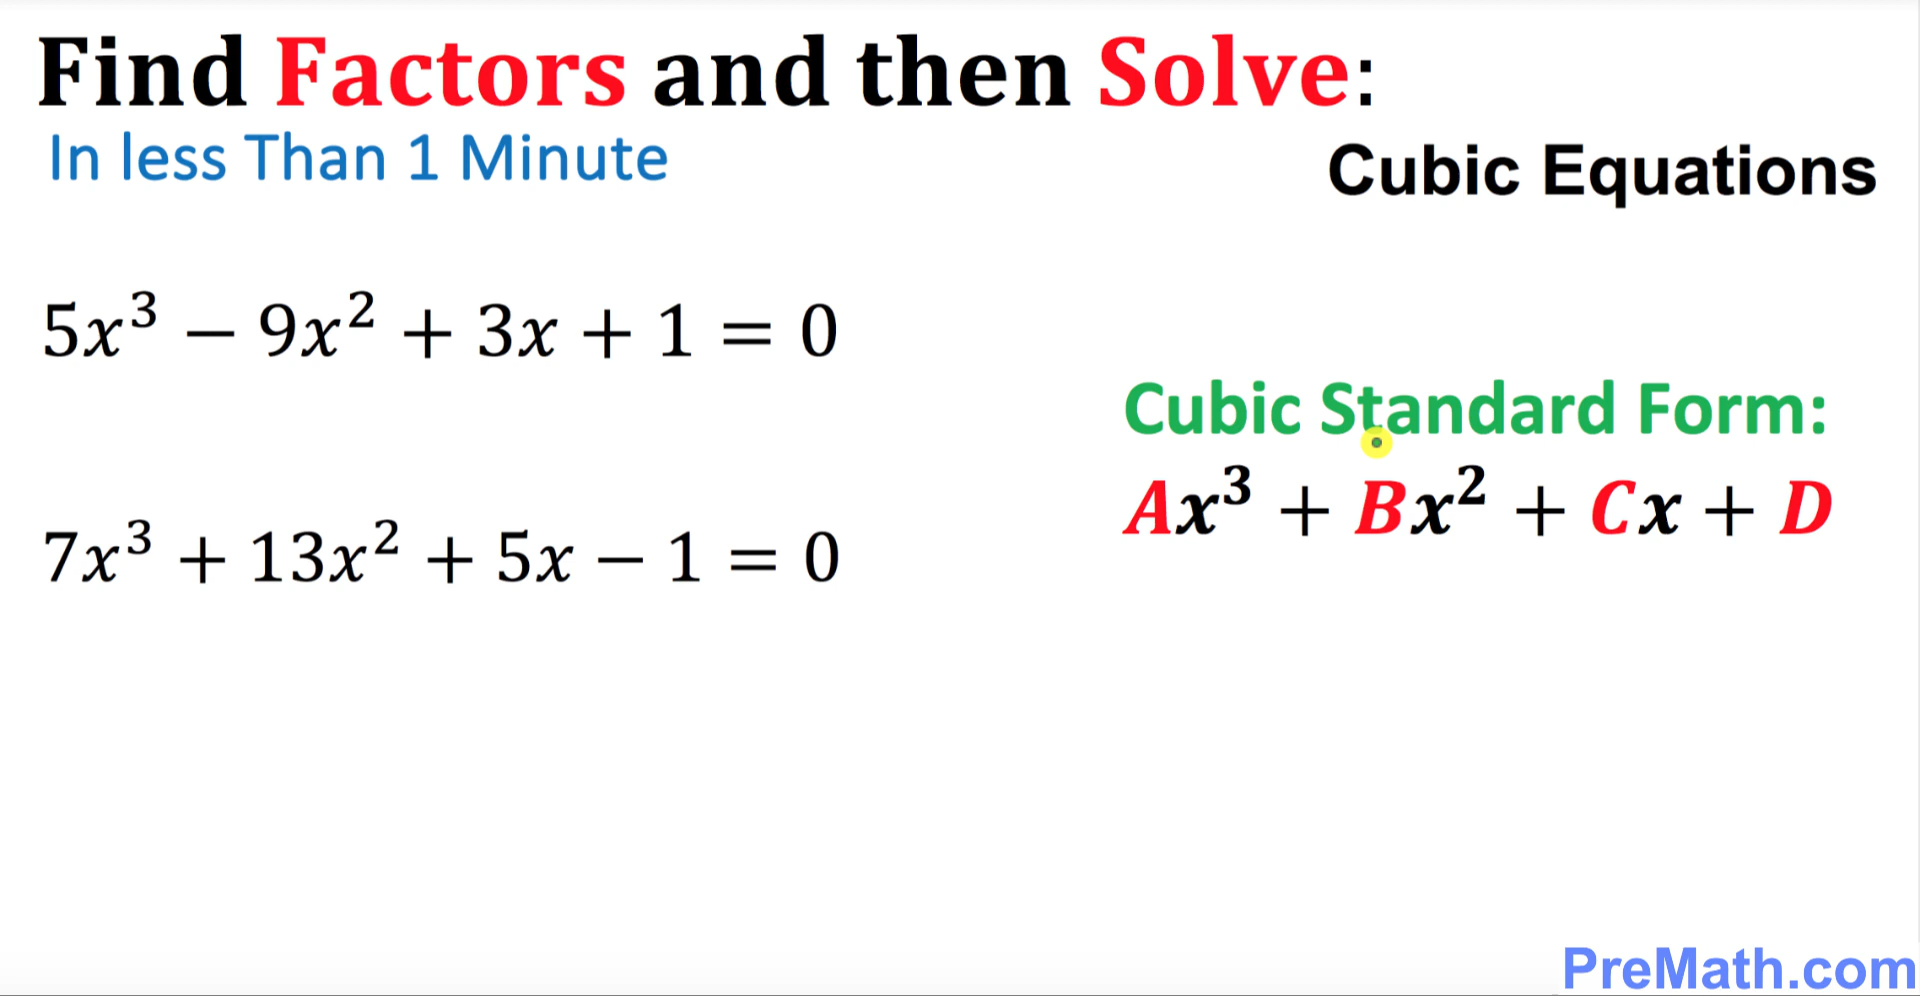 Find Factors and then Solve:
In less Than 1 Minute
Cubic Equations
5x³ − 9x² + 3x + 1 = 0
Cubic Standard Form:
Ax³ + Bx² + Cx + D
7x³ + 13x² + 5x − 1 = 0
PreMath.com